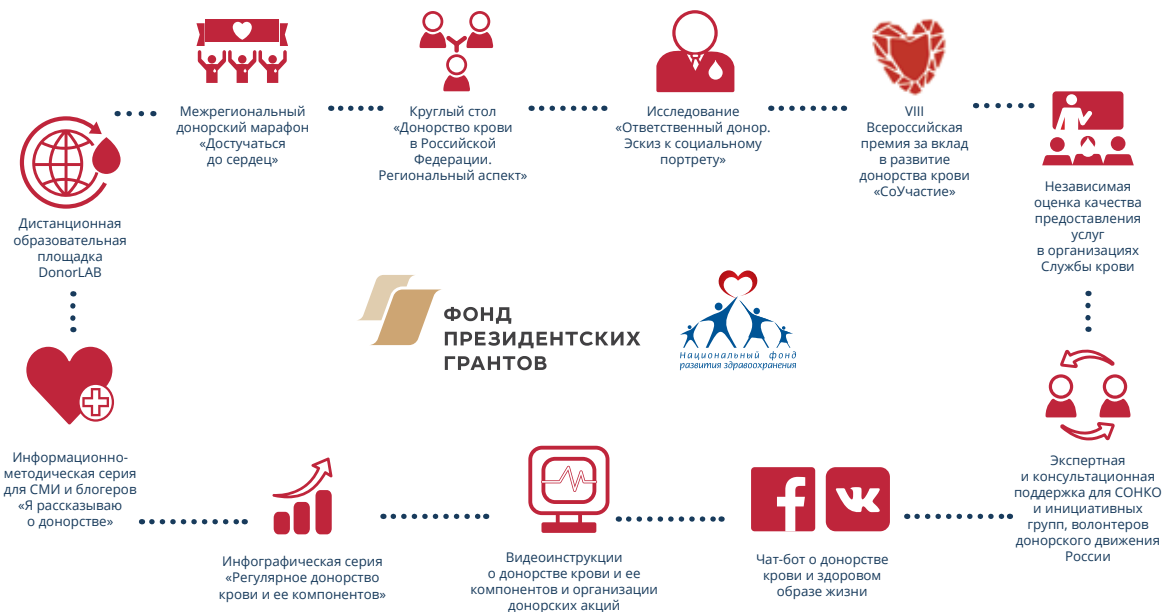 Межрегиональный
донорский марафон
«Достучаться
до сердец»
Круглый стол
«Донорство крови
в Российской
Федерации.
Региональный аспект»
Исследование
«Ответственный донор.
Эскиз к социальному
портрету»
VIII
Всероссийская
премия за вклад
в развитие
донорства крови
«СоУчастие»
Независимая
оценка качества
предоставления
услуг
в организациях
Службы крови
Дистанционная
образовательная
площадка
DonorLAB
ФОНД
ПРЕЗИДЕНТСКИХ
ГРАНТОВ
Национальный фонд
развития здравоохранения
Информационно-
методическая серия
для СМИ и блогеров
«Я рассказываю
о донорстве»
Инфографическая серия
«Регулярное донорство
крови и ее компонентов»
Видеоинструкции
о донорстве крови и ее
компонентов и организации
донорских акций
Чат-бот о донорстве
крови и здоровом
образе жизни
Экспертная
и консультационная
поддержка для СОНКО
и инициативных
групп, волонтеров
донорского движения
России